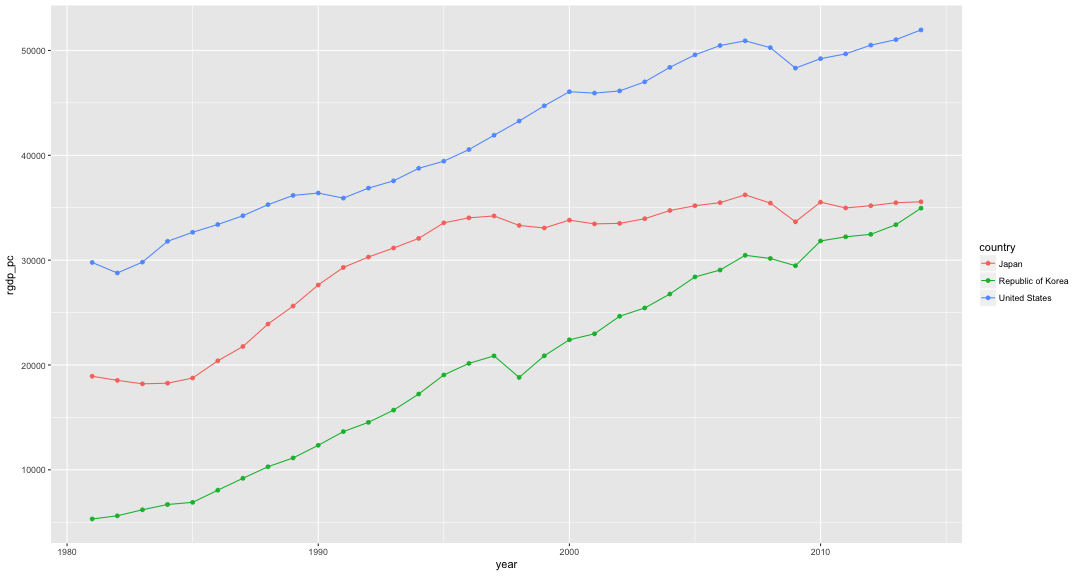 50000
40000
30000
20000
10000
rgdp_pc
1980
1990
2000
2010
year
country
Japan
Republic of Korea
United States